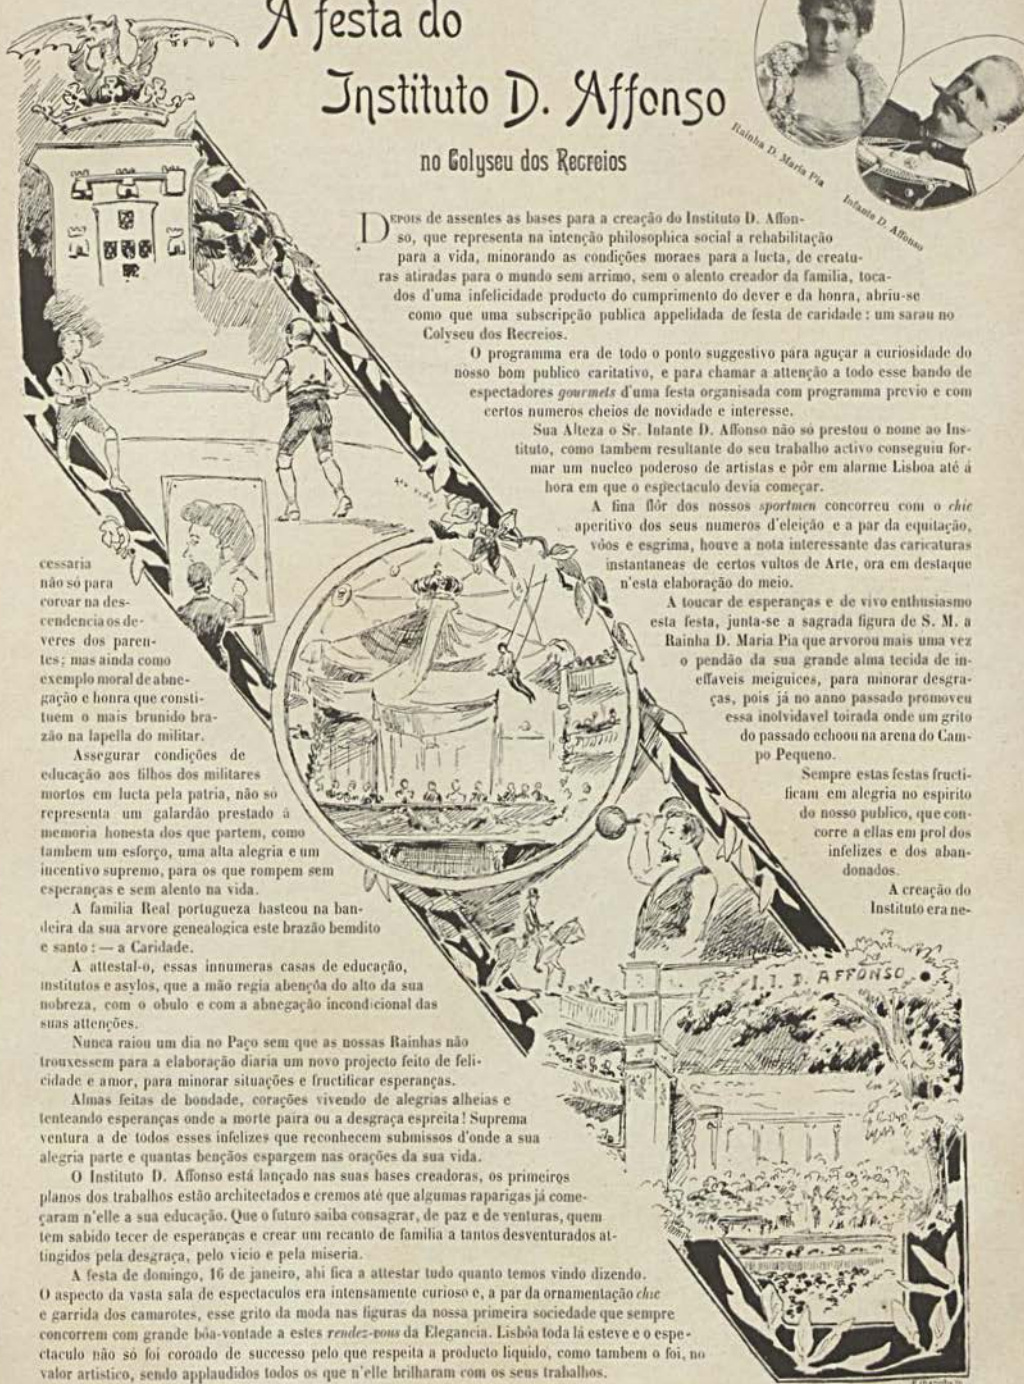 A festa do
Instituto D. Affonso
no Colyseu dos Recreios
Rainha D. Maria Pia
Infante D. Affonso
Depois de assentes as bases para a creação do Instituto D. Affon-
so, que representa na intenção philosophica social a rehabilitação
para a vida, minorando as condições moraes para a lucta, de creatu-
ras atiradas para o mundo sem arrimo, sem o alento creador da familia, toca-
dos d'uma infelicidade producto do cumprimento do dever e da honra, abriu-se
como que uma subscripção publica appelidada de festa de caridade: um sarau no
Colyseu dos Recreios.
O programma era de todo o ponto suggestivo para aguçar a curiosidade do
nosso bom publico caritativo, e para chamar a attenção a todo esse bando de
espectadores gourmets d'uma festa organisada com programma previo e com
certos numeros cheios de novidade e interesse.
Sua Alteza o Sr. Infante D. Affonso não só prestou o nome ao Ins-
tituto, como tambem resultante do seu trabalho activo conseguiu for-
mar um nucleo poderoso de artistas e pôr em alarme Lisboa até á
hora em que o espectaculo devia começar.
A fina flôr dos nossos sportmen concorreu com o chic
aperitivo dos seus numeros d'eleição e a par da equitação,
vôos e esgrima, houve a nota interessante das caricaturas
instantaneas de certos vultos de Arte, ora em destaque
n'esta elaboração do meio.
A toucar de esperanças e de vivo enthusiasmo
esta festa, junta-se a sagrada figura de S. M. a
Rainha D. Maria Pia que arvorou mais uma vez
o pendão da sua grande alma tecida de in-
effaveis meiguices, para minorar desgra-
ças, pois já no anno passado promoveu
essa inolvidavel toirada onde um grito
do passado echoou na arena do Cam-
po Pequeno.
Sempre estas festas fructi-
ficam em alegria no espirito
do nosso publico, que con-
corre a ellas em prol dos
infelizes e dos aban-
donados.
A creação do
Instituto era ne-
cessaria
não só para
coroar na des-
cendencia os de-
veres dos paren-
tes; mas ainda como
exemplo moral de abne-
gação e honra que consti-
tuem o mais brunido bra-
zão na lapella do militar.
Assegurar condições de
educação aos filhos dos militares
mortos em lucta pela patria, não só
representa um galardão prestado á
memoria honesta dos que partem, como
tambem um esforço, uma alta alegria e um
incentivo supremo, para os que rompem sem
esperanças e sem alento na vida.
A familia Real portugueza hasteou na ban-
deira da sua arvore genealogica este brazão bemdito
e santo: — a Caridade.
A attestal-o, essas innumeras casas de educação,
institutos e asylos, que a mão regia abençôa do alto da sua
nobreza, com o obulo e com a abnegação incondicional das
suas attenções.
Nunca raiou um dia no Paço sem que as nossas Rainhas não
trouxessem para a elaboração diaria um novo projecto feito de feli-
cidade e amor, para minorar situações e fructificar esperanças.
Almas feitas de bondade, corações vivendo de alegrias alheias e
tenteando esperanças onde a morte paira ou a desgraça espreita! Suprema
ventura a de todos esses infelizes que reconhecem submissos d'onde a sua
alegria parte e quantas bençãos espargem nas orações da sua vida.
O Instituto D. Affonso está lançado nas suas bases creadoras, os primeiros
planos dos trabalhos estão architectados e cremos até que algumas raparigas já come-
çaram n'elle a sua educação. Que o futuro saiba consagrar, de paz e de venturas, quem
tem sabido tecer de esperanças e crear um recanto de familia a tantos desventurados at-
tingidos pela desgraça, pelo vicio e pela miseria.
A festa de domingo, 16 de janeiro, ahi fica a attestar tudo quanto temos vindo dizendo.
O aspecto da vasta sala de espectaculos era intensamente curioso e, a par da ornamentação chic
e garrida dos camarotes, esse grito da moda nas figuras da nossa primeira sociedade que sempre
concorrem com grande bôa-vontade a estes rendez-vous da Elegancia. Lisbôa toda lá esteve e o espe-
ctaculo não só foi coroado de successo pelo que respeita a producto liquido, como tambem o foi, no
valor artistico, sendo applaudidos todos os que n'elle brilharam com os seus trabalhos.
I. I. D. AFFONSO